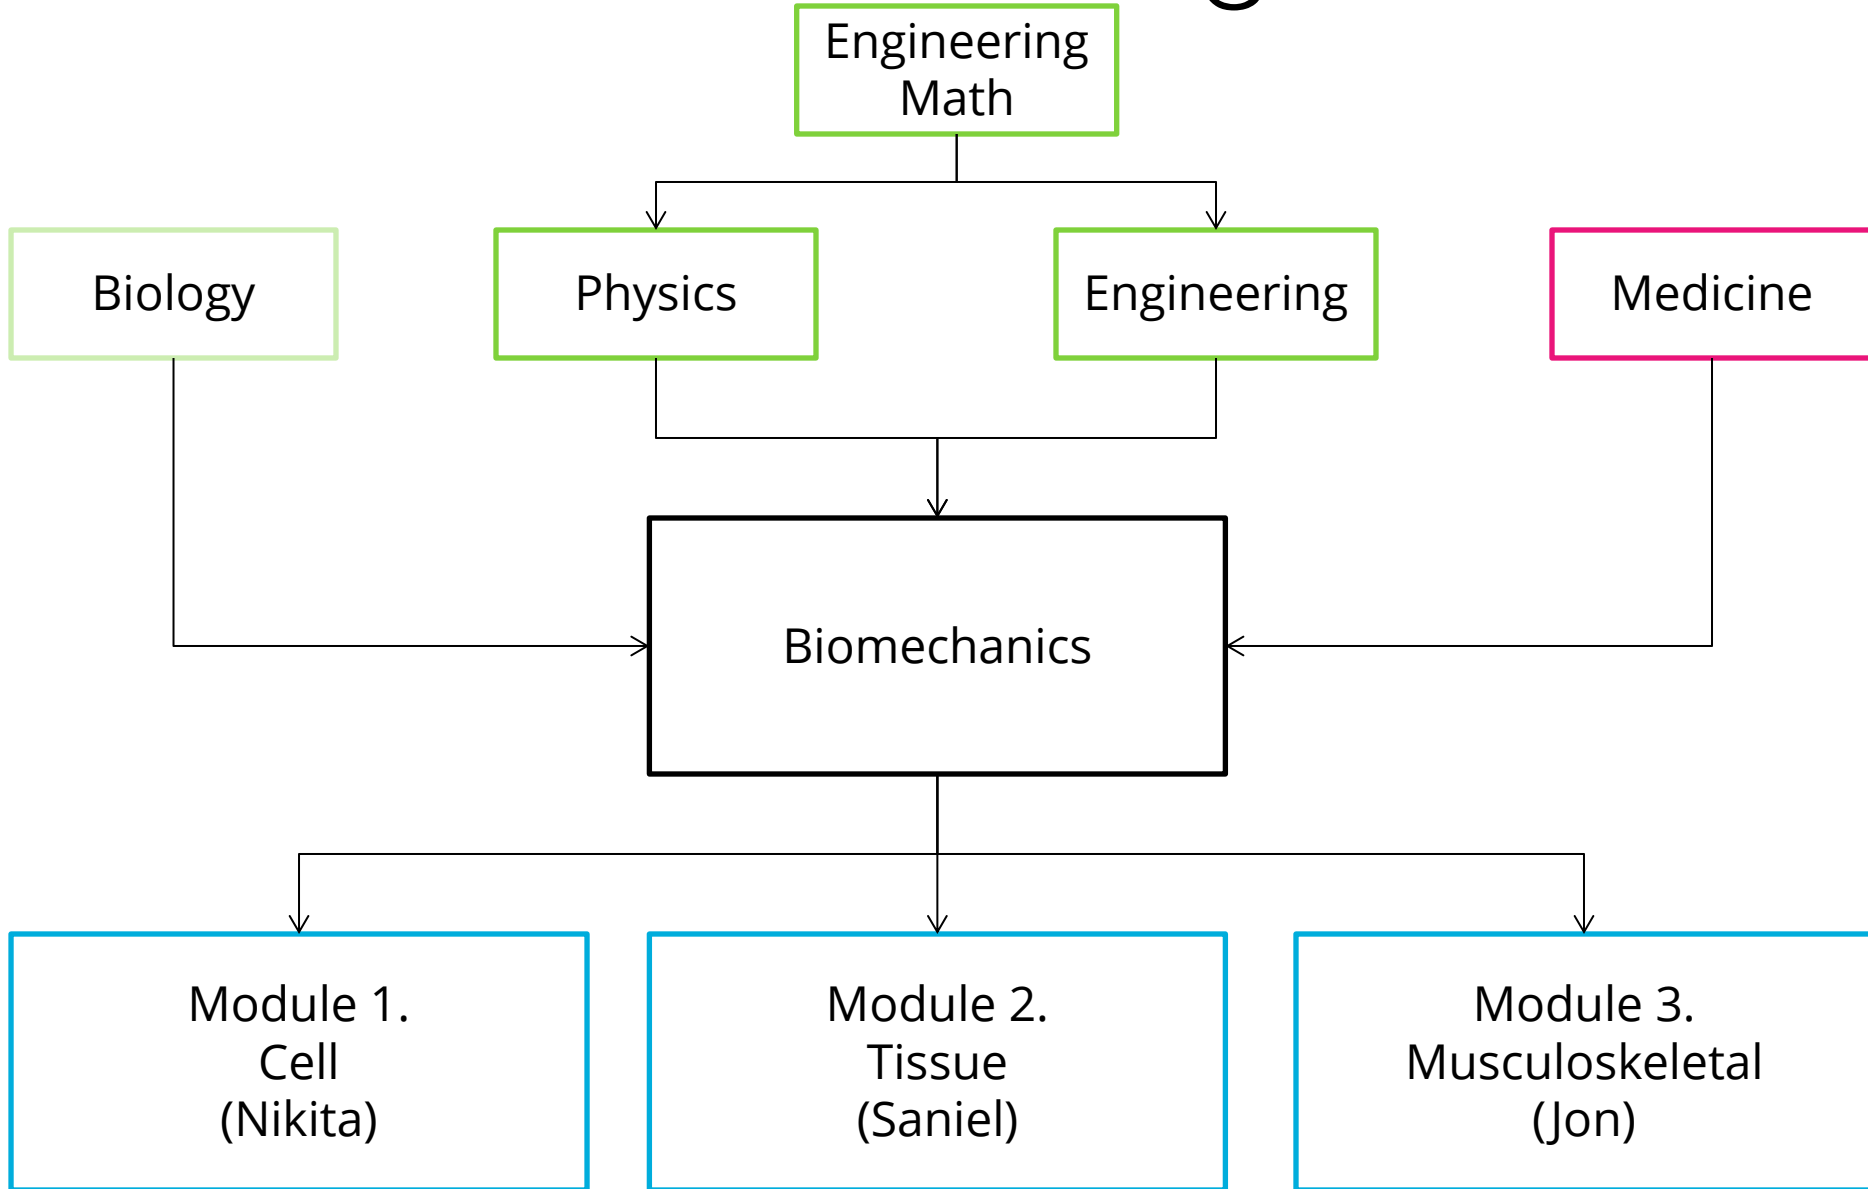 Engineering
Math
Biology
Physics
Engineering
Medicine
Biomechanics
Module 1.
Cell
(Nikita)
Module 2.
Tissue
(Saniel)
Module 3.
Musculoskeletal
(Jon)